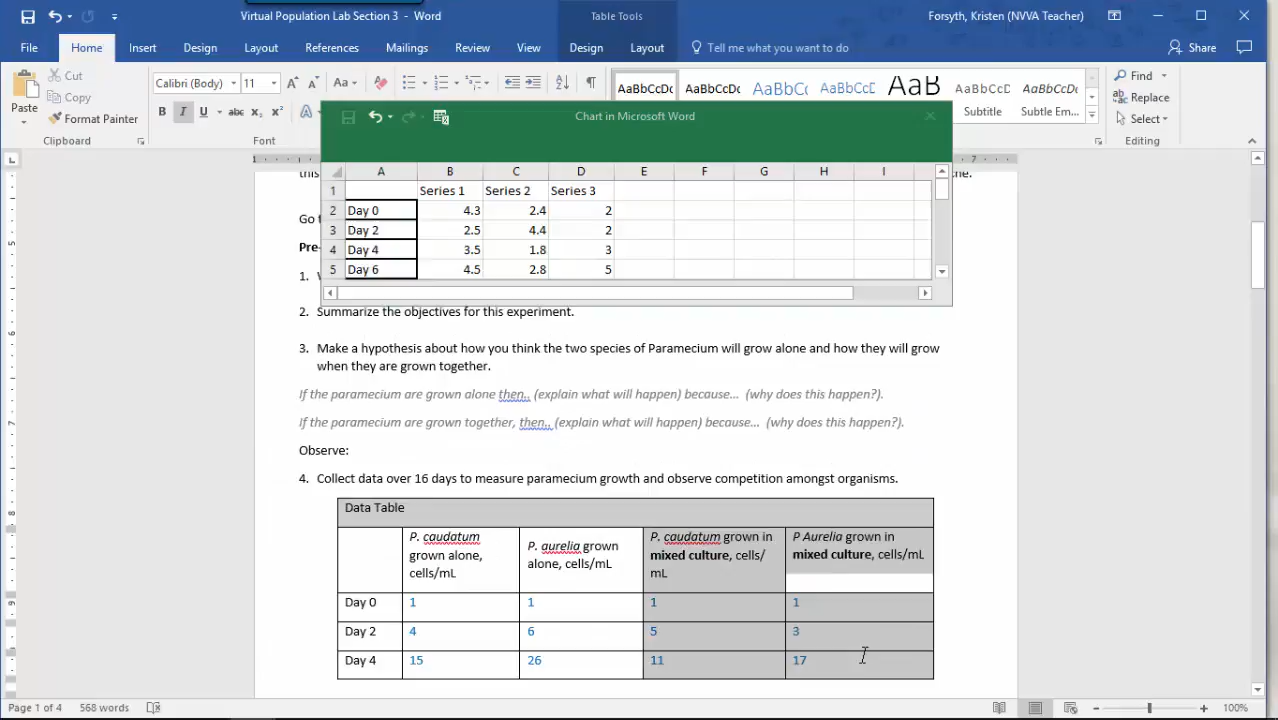 Virtual Population Lab Section 3 - Word
Table Tools
Forsyth, Kristen (NVVA Teacher)
File Home Insert Design Layout References Mailings Review View Design Layout Tell me what you want to do Share
Paste
Cut
Copy
Format Painter
Clipboard
Calibri (Body) 11
B I U abc x₂ x²
Font
AaBbCcDc AaBbCcDc AaBbCc AaBbCcC AaB AaBbCcC AaBbCcDc
Subtitle Subtle Em...
Find
Replace
Select
Editing
Chart in Microsoft Word
A B C D E F G H I
1 Series 1 Series 2 Series 3
2 Day 0 4.3 2.4 2
3 Day 2 2.5 4.4 2
4 Day 4 3.5 1.8 3
5 Day 6 4.5 2.8 5
this
Go t
Pre-
1.
2. Summarize the objectives for this experiment.
3. Make a hypothesis about how you think the two species of Paramecium will grow alone and how they will grow
when they are grown together.
If the paramecium are grown alone then.. (explain what will happen) because... (why does this happen?).
If the paramecium are grown together, then.. (explain what will happen) because... (why does this happen?).
Observe:
4. Collect data over 16 days to measure paramecium growth and observe competition amongst organisms.
Data Table
P. caudatum
grown alone,
cells/mL
P. aurelia grown
alone, cells/mL
P. caudatum grown in
mixed culture, cells/
mL
P Aurelia grown in
mixed culture, cells/mL
Day 0 1 1 1 1
Day 2 4 6 5 3
Day 4 15 26 11 17
Page 1 of 4 568 words 100%